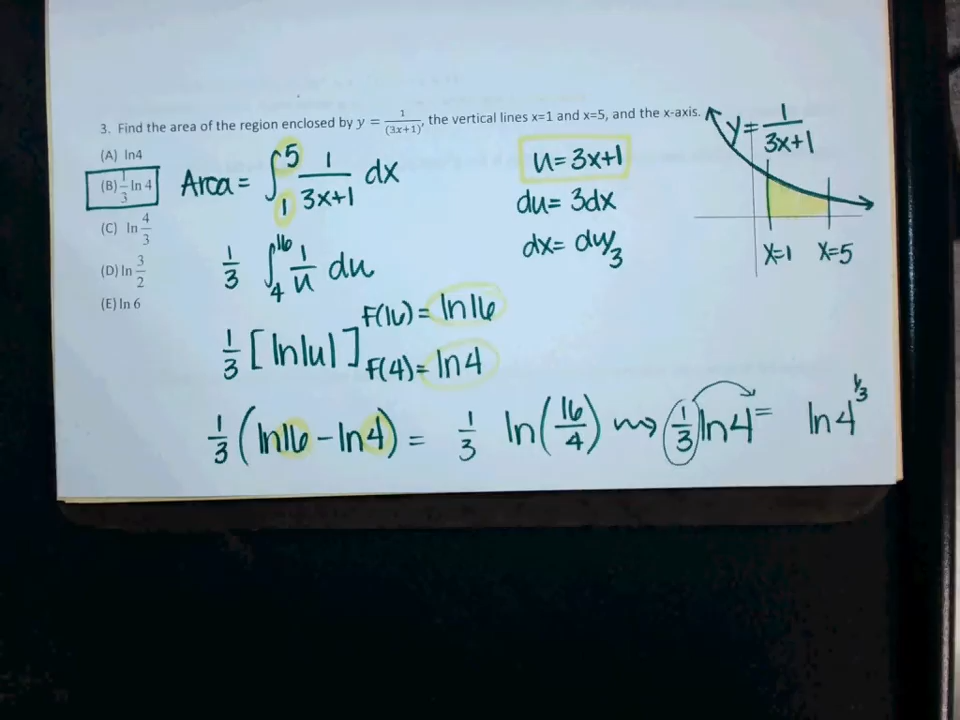 3. Find the area of the region enclosed by y = 1/(3x+1), the vertical lines x=1 and x=5, and the x-axis.
y = 1/3x+1
(A) ln4
(B) 1/3 ln 4
(C) ln 4/3
(D) ln 3/2
(E) ln 6
Area = ∫₁⁵ 1/3x+1 dx
u = 3x+1
du = 3dx
dx = du/3
x=1 x=5
1/3 ∫₄¹⁶ 1/u du
1/3 [ln|u|] F(16) = ln16
F(4) = ln4
1/3 (ln16 - ln4) = 1/3 ln(16/4) ⇝ 1/3 ln4 = ln4^1/3